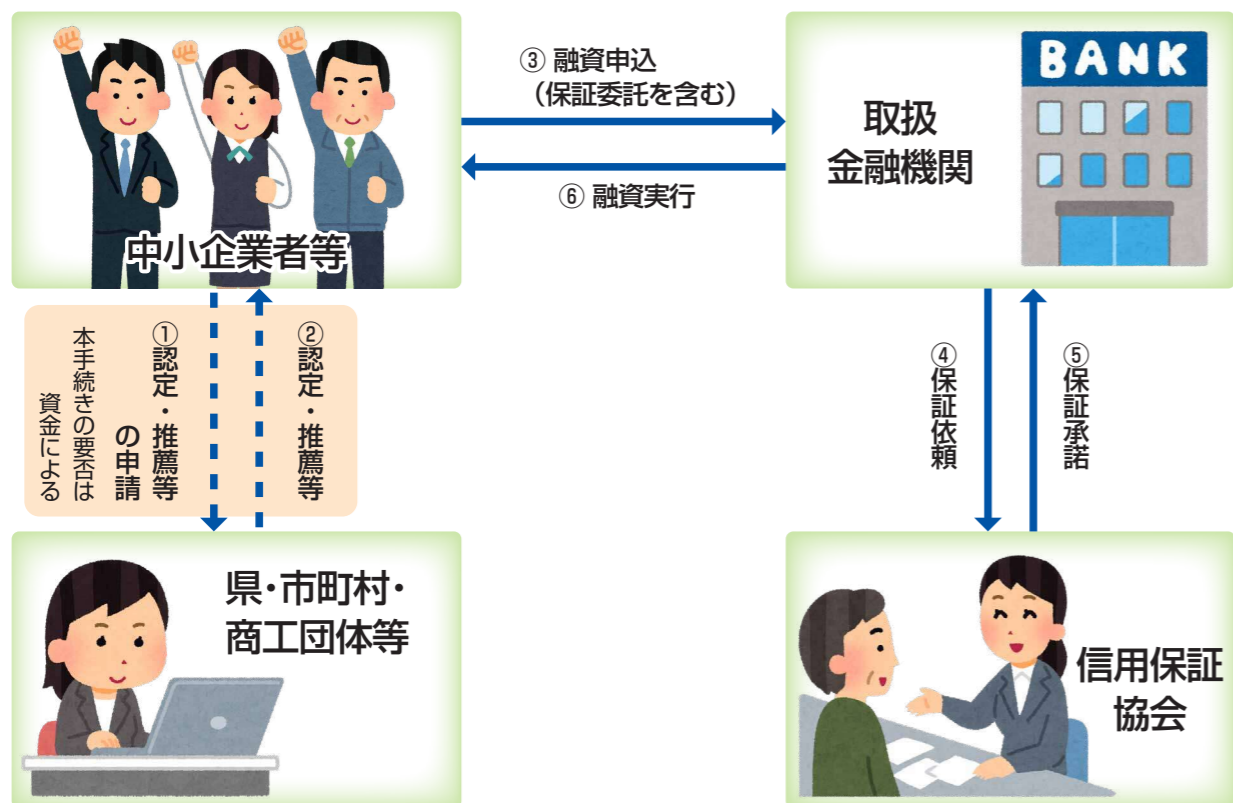 ③ 融資申込
（保証委託を含む）
BANK
取扱
金融機関
⑥ 融資実行
中小企業者等
①認定・推薦等
の申請
本手続きの要否は
資金による
②認定・推薦等
④保証依頼
⑤保証承諾
県・市町村・
商工団体等
信用保証
協会